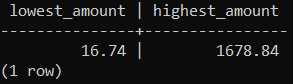 lowest_amount | highest_amount
---------------+----------------
16.74 | 1678.84
(1 row)